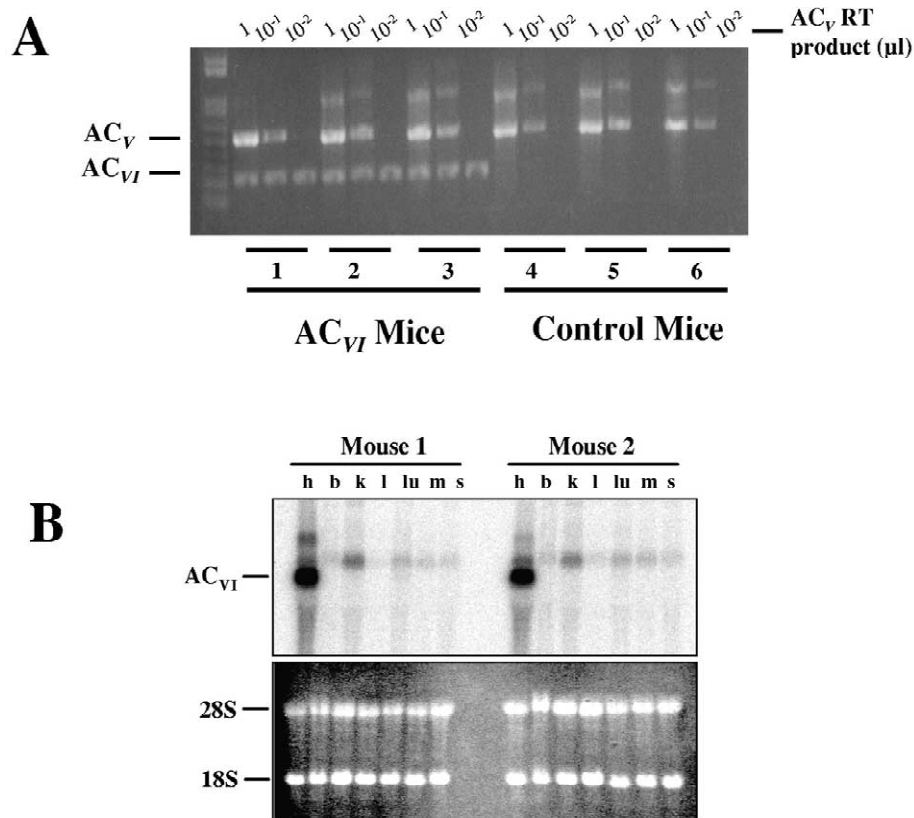 A
1 10⁻¹ 10⁻² 1 10⁻¹ 10⁻² 1 10⁻¹ 10⁻² 1 10⁻¹ 10⁻² 1 10⁻¹ 10⁻² 1 10⁻¹ 10⁻²
AC_V RT
product (µl)
AC_V
AC_VI
1 2 3 4 5 6
AC_VI Mice Control Mice
B
Mouse 1 Mouse 2
h b k l lu m s h b k l lu m s
AC_VI
28S
18S